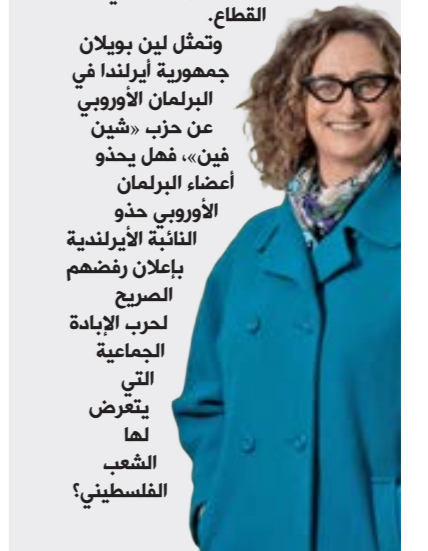 القطاع.
وتمثل لين بويلان
جمهورية أيرلندا في
البرلمان الأوروبي
عن حزب «شين
فين»، فهل يحذو
أعضاء البرلمان
الأوروبي حذو
النائبة الأيرلندية
بإعلان رفضهم
الصريح
لحرب الإبادة
الجماعية
التي
يتعرض
لها
الشعب
الفلسطيني؟